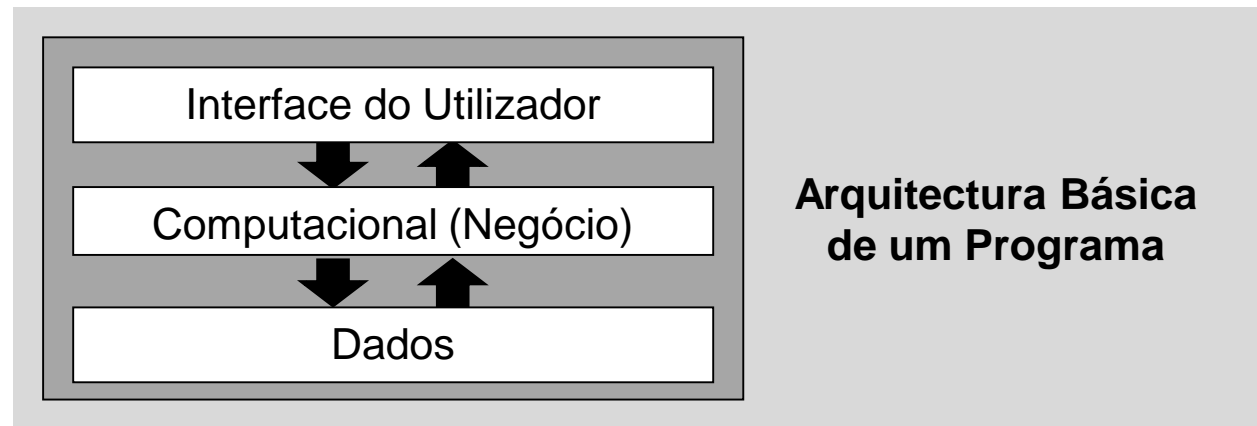 Interface do Utilizador
Computacional (Negócio)
Dados
Arquitectura Básica
de um Programa